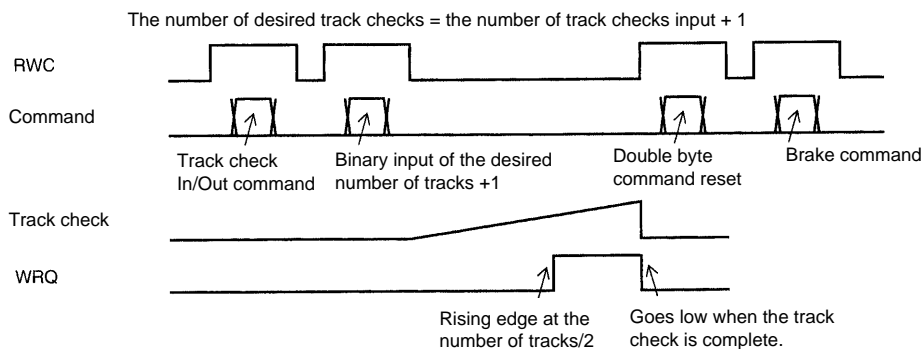 The number of desired track checks = the number of track checks input + 1
RWC
Command
Track check
In/Out command
Binary input of the desired
number of tracks +1
Double byte
command reset
Brake command
Track check
WRQ
Rising edge at the
number of tracks/2
Goes low when the track
check is complete.